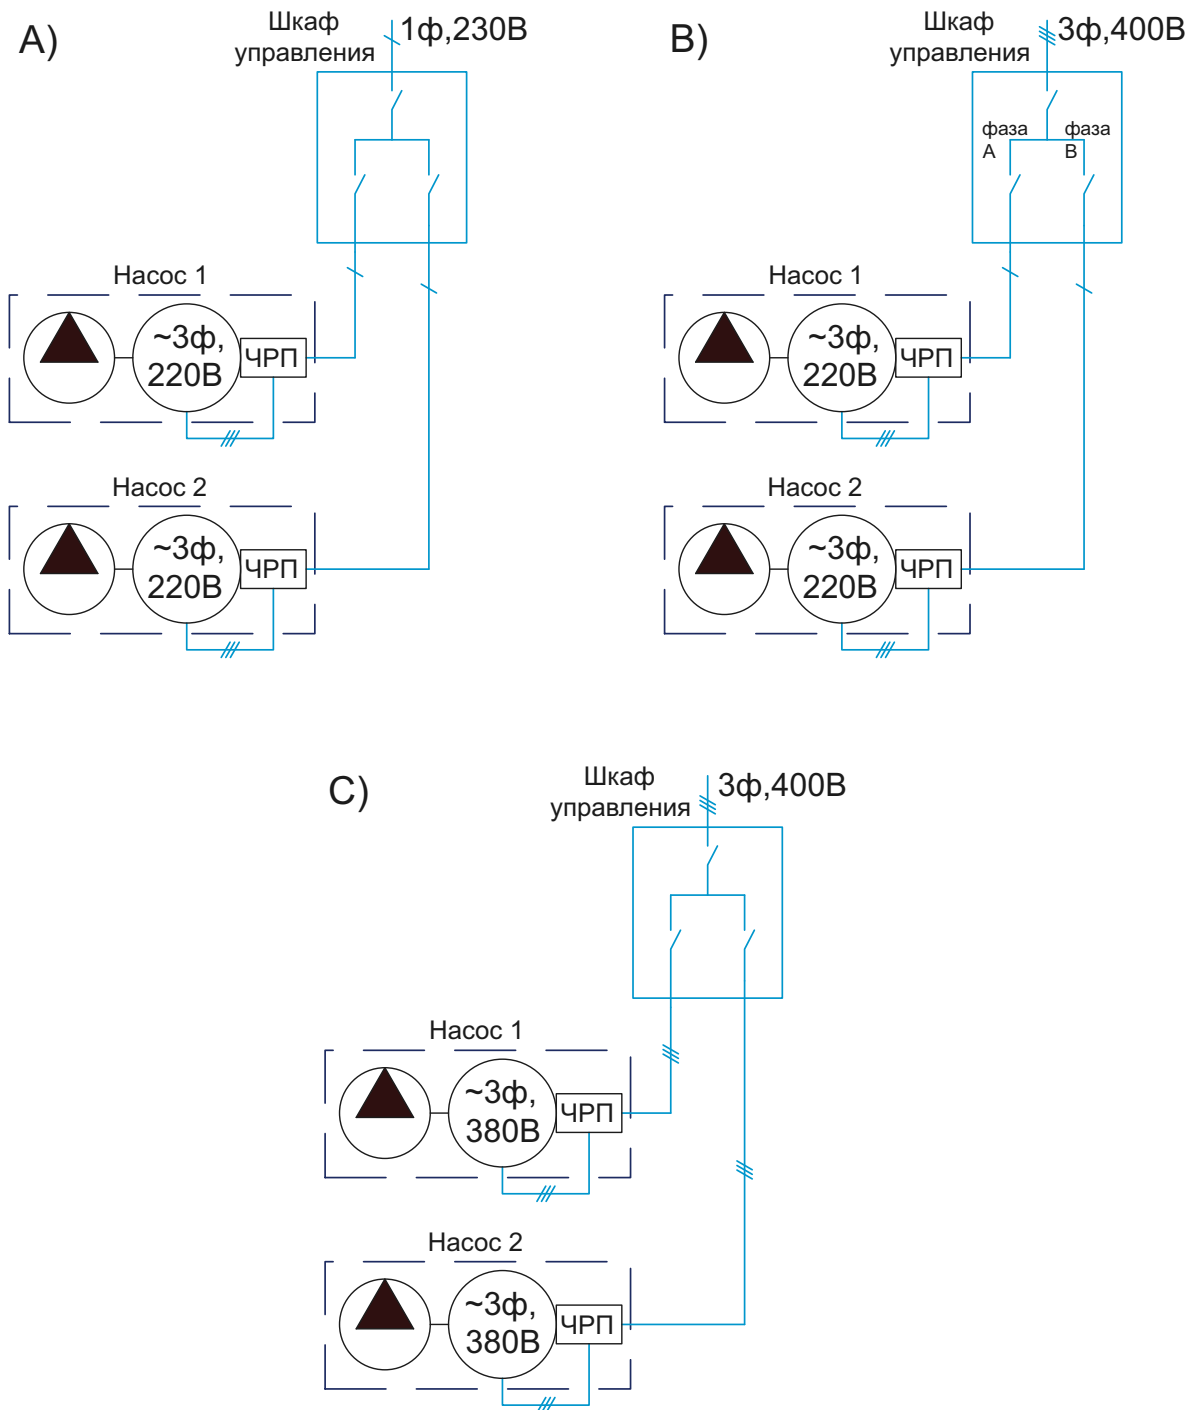 А)
Шкаф
управления
1ф,230В
Насос 1
~3ф,
220В
ЧРП
Насос 2
~3ф,
220В
ЧРП
В)
Шкаф
управления
3ф,400В
фаза
А
фаза
В
Насос 1
~3ф,
220В
ЧРП
Насос 2
~3ф,
220В
ЧРП
С)
Шкаф
управления
3ф,400В
Насос 1
~3ф,
380В
ЧРП
Насос 2
~3ф,
380В
ЧРП